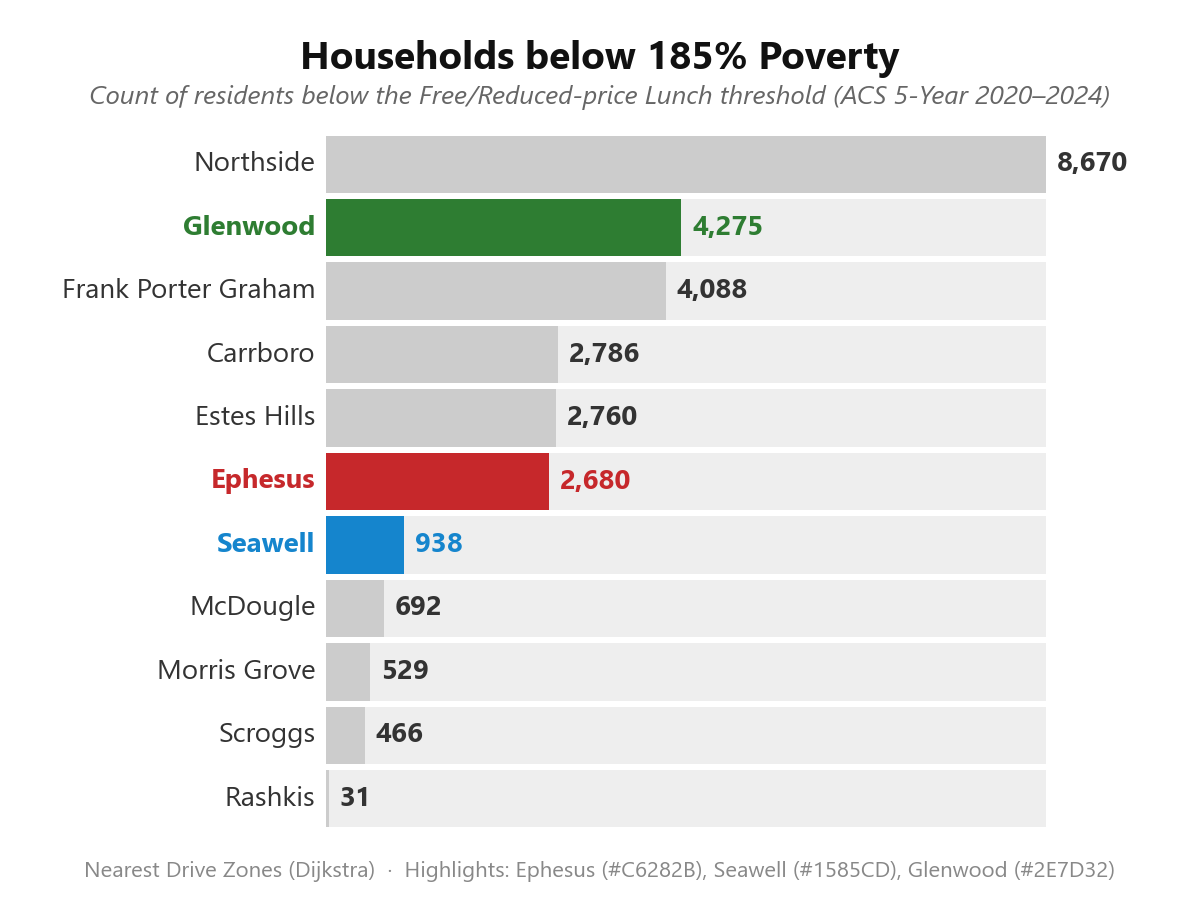 Households below 185% Poverty
Count of residents below the Free/Reduced-price Lunch threshold (ACS 5-Year 2020–2024)
Northside 8,670
Glenwood 4,275
Frank Porter Graham 4,088
Carrboro 2,786
Estes Hills 2,760
Ephesus 2,680
Seawell 938
McDougle 692
Morris Grove 529
Scroggs 466
Rashkis 31
Nearest Drive Zones (Dijkstra) · Highlights: Ephesus (#C6282B), Seawell (#1585CD), Glenwood (#2E7D32)